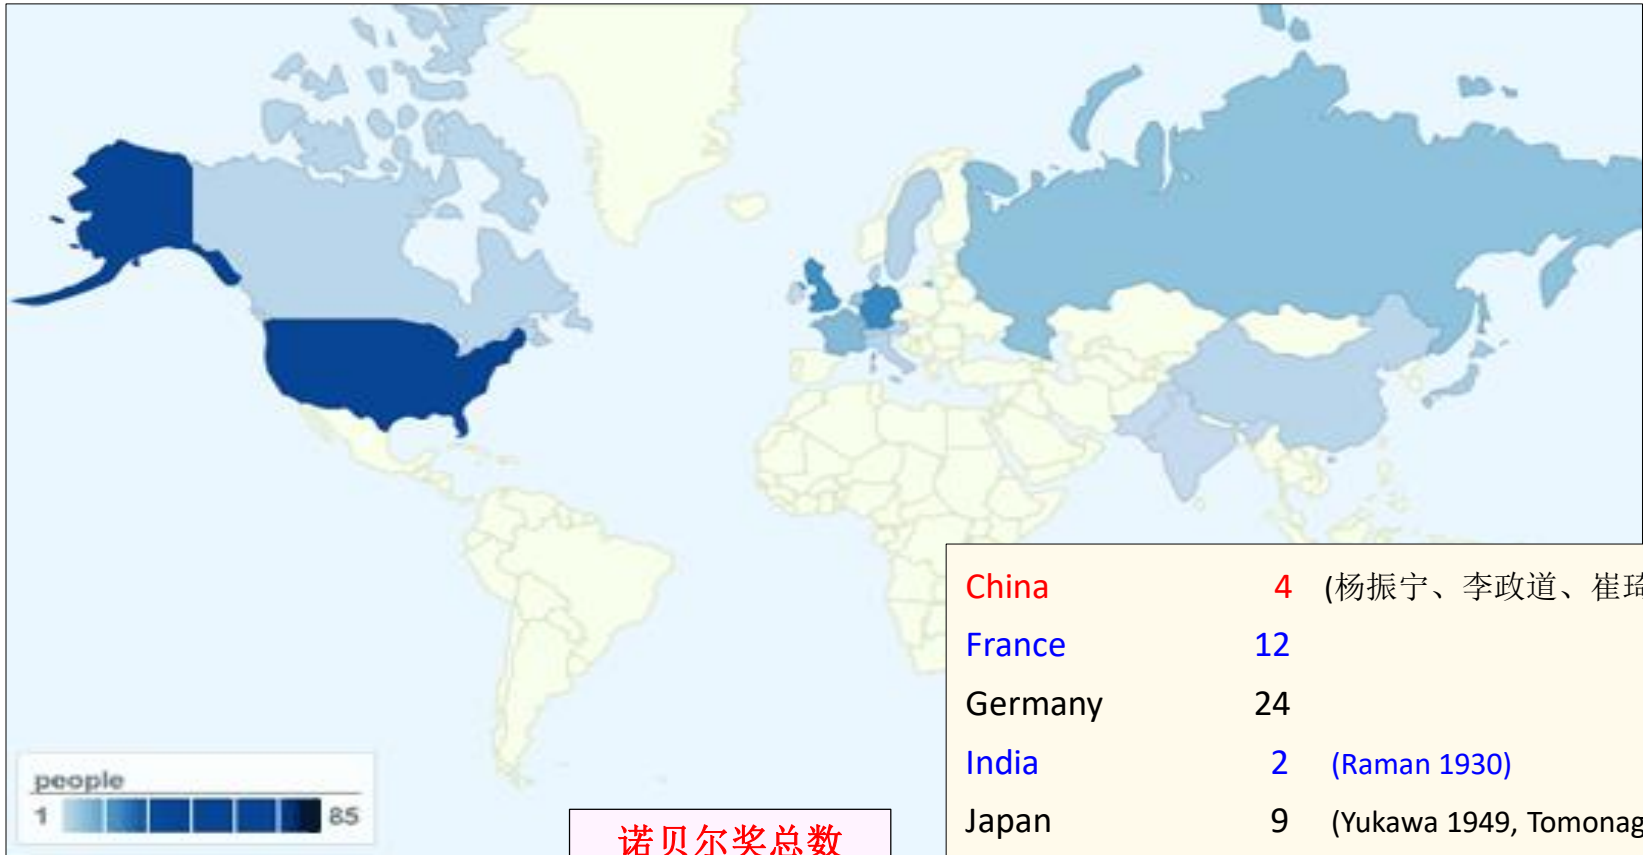 people
1 85
诺贝尔奖总数
China 4 (杨振宁、李政道、崔琦
France 12
Germany 24
India 2 (Raman 1930)
Japan 9 (Yukawa 1949, Tomonag